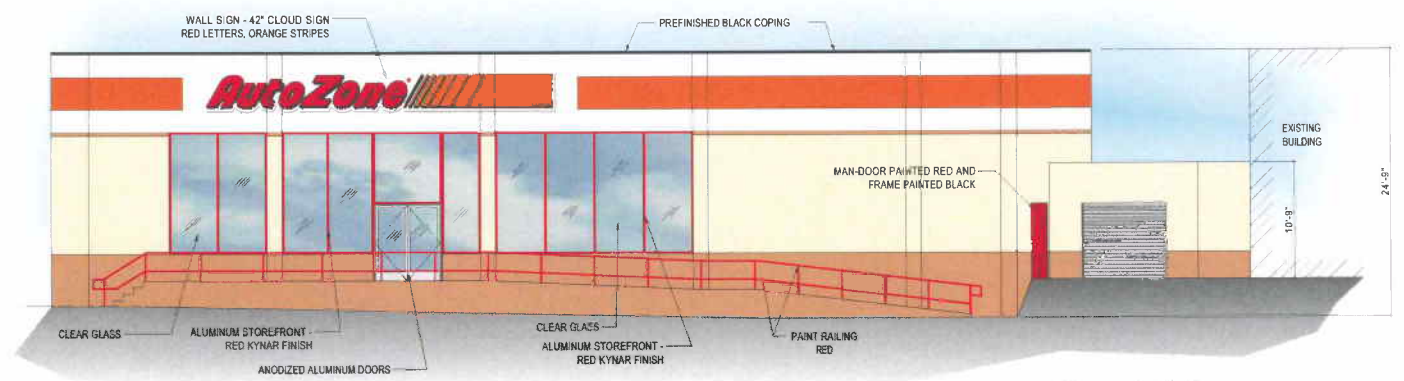 WALL SIGN - 42" CLOUD SIGN
RED LETTERS, ORANGE STRIPES
PREFINISHED BLACK COPING
AutoZone
EXISTING
BUILDING
MAN-DOOR PAINTED RED AND
FRAME PAINTED BLACK
24'-9"
10'-9"
CLEAR GLASS
ALUMINUM STOREFRONT -
RED KYNAR FINISH
ANODIZED ALUMINUM DOORS
CLEAR GLASS
ALUMINUM STOREFRONT -
RED KYNAR FINISH
PAINT RAILING
RED